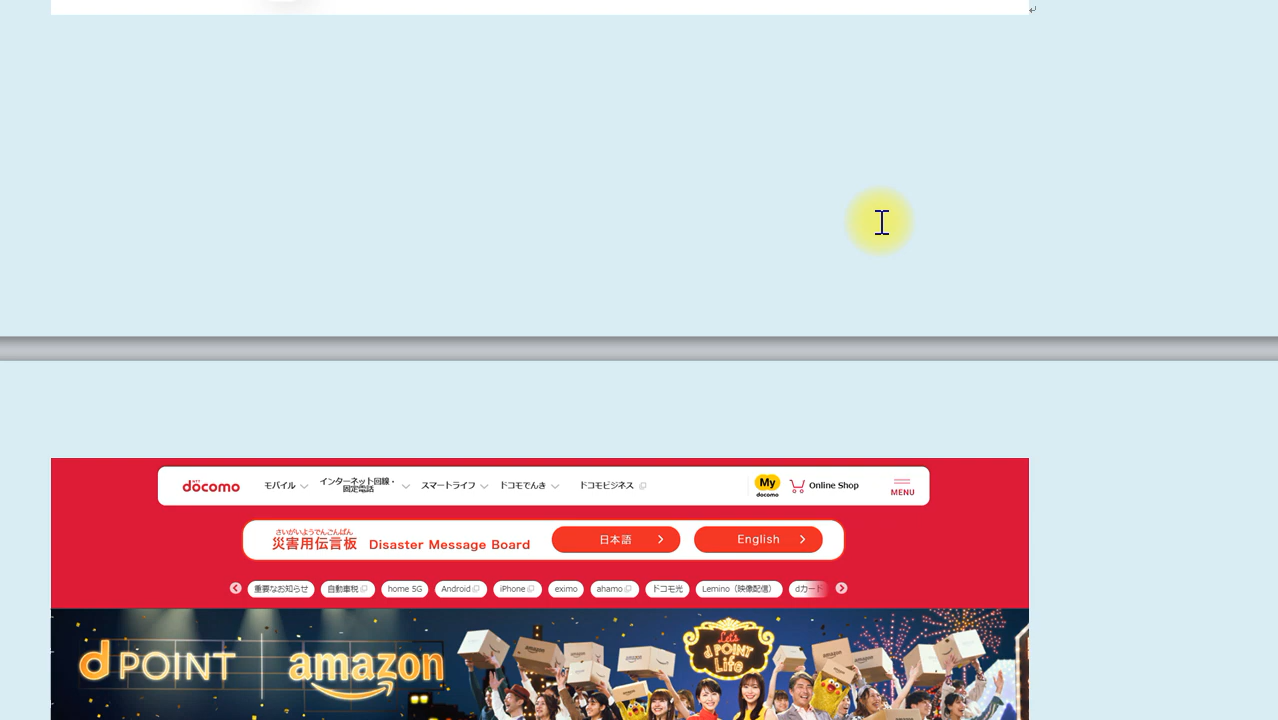 NTT
döcomo
モバイル
インターネット回線・
固定電話
スマートライフ
ドコモでんき
ドコモビジネス
My
docomo
Online Shop
MENU
さいがいようでんごんばん
災害用伝言板 Disaster Message Board
日本語
English
重要なお知らせ
自動車税
home 5G
Android
iPhone
eximo
ahamo
ドコモ光
Lemino（映像配信）
dカード
d POINT
amazon
Let's
d POINT
Life